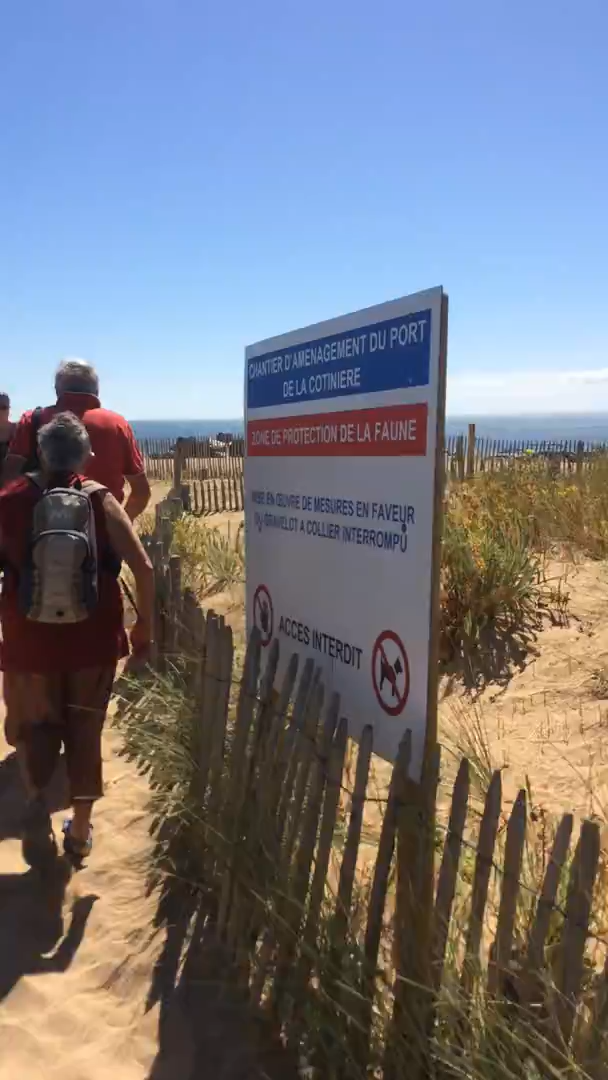 CHANTIER D'AMENAGEMENT DU PORT
DE LA COTINIERE
ZONE DE PROTECTION DE LA FAUNE
MISE EN ŒUVRE DE MESURES EN FAVEUR
DU GRAVELOT A COLLIER INTERROMPU
ACCES INTERDIT